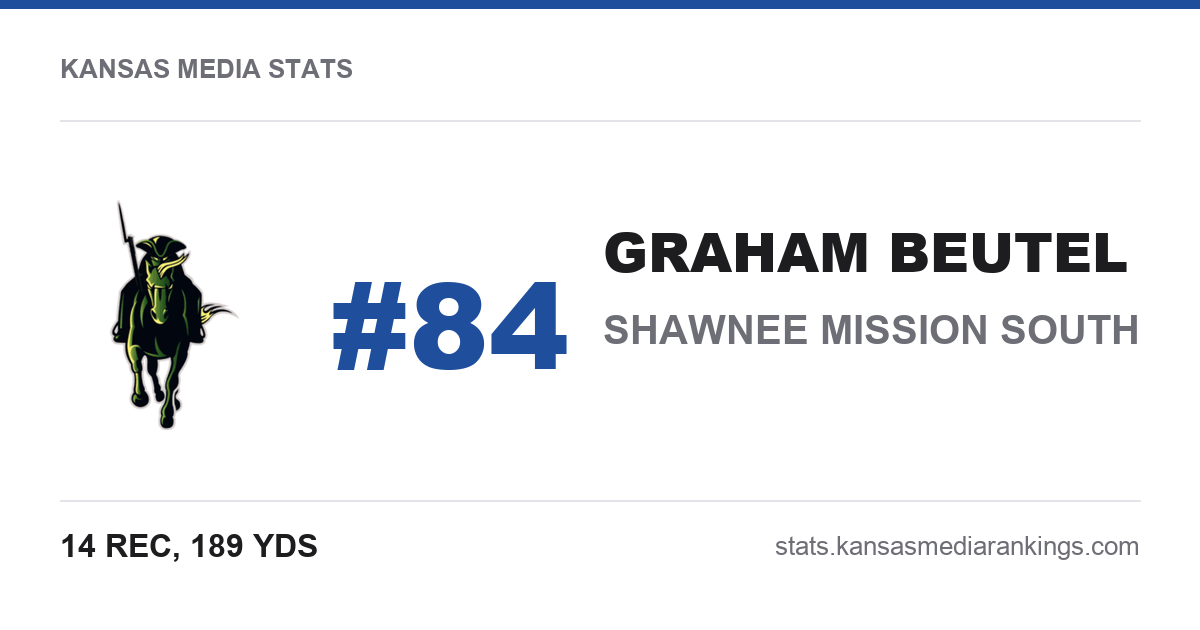 KANSAS MEDIA STATS
#84
GRAHAM BEUTEL
SHAWNEE MISSION SOUTH
14 REC, 189 YDS
stats.kansasmediarankings.com